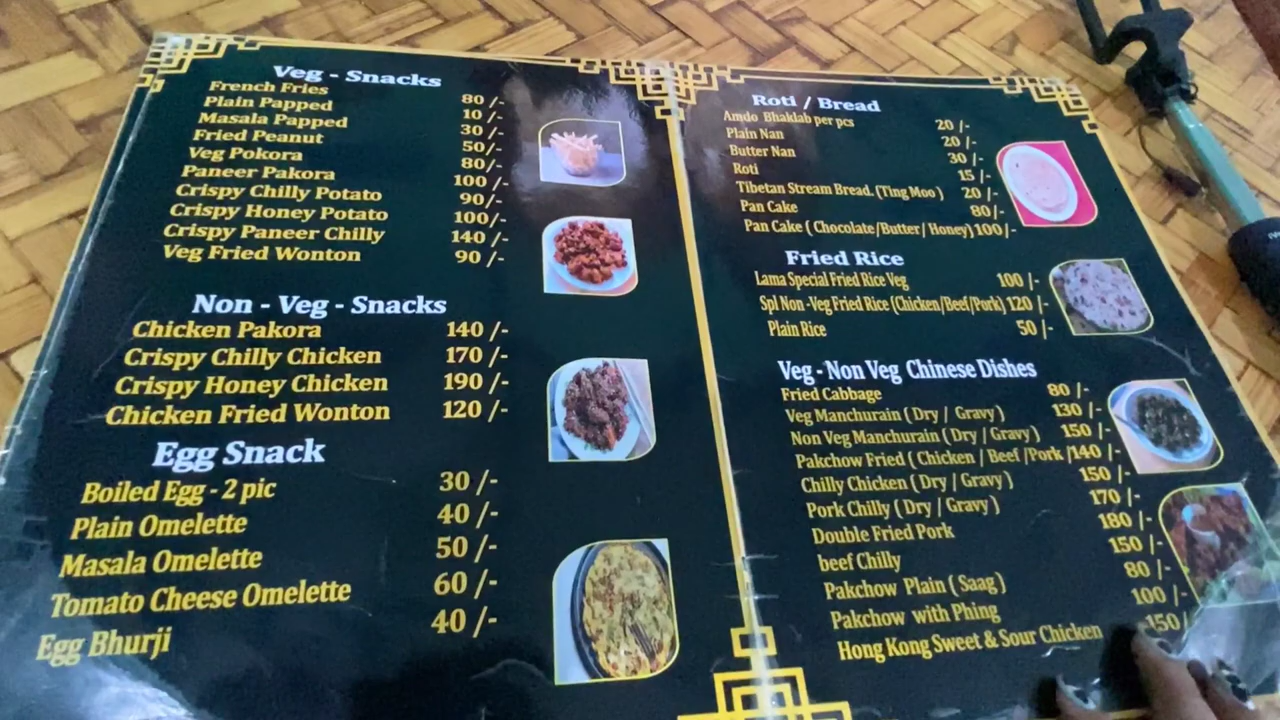 Veg - Snacks
French Fries 80 /-
Plain Papped 10 /-
Masala Papped 30 /-
Fried Peanut 50/-
Veg Pokora 80/-
Paneer Pakora 100 /-
Crispy Chilly Potato 90/-
Crispy Honey Potato 100/-
Crispy Paneer Chilly 140 /-
Veg Fried Wonton 90 /-
Non - Veg - Snacks
Chicken Pakora 140 /-
Crispy Chilly Chicken 170 /-
Crispy Honey Chicken 190 /-
Chicken Fried Wonton 120 /-
Egg Snack
Boiled Egg - 2 pic 30 /-
Plain Omelette 40 /-
Masala Omelette 50 /-
Tomato Cheese Omelette 60 /-
Egg Bhurji 40 /-
Roti / Bread
Amdo Bhaklab per pcs 20 /-
Plain Nan 20 /-
Butter Nan 30 /-
Roti 15 /-
Tibetan Stream Bread. (Ting Moo) 20 /-
Pan Cake 80/-
Pan Cake ( Chocolate/Butter/ Honey) 100/-
Fried Rice
Lama Special Fried Rice Veg 100 /-
Spl Non -Veg Fried Rice (Chicken/Beef/Pork) 120 /-
Plain Rice 50 /-
Veg - Non Veg Chinese Dishes
Fried Cabbage 80 /-
Veg Manchurain ( Dry / Gravy ) 130 /-
Non Veg Manchurain ( Dry / Gravy ) 150 /-
Pakchow Fried ( Chicken / Beef /Pork /140 /-
Chilly Chicken ( Dry / Gravy ) 150 /-
Pork Chilly ( Dry / Gravy ) 170 /-
Double Fried Pork 180 /-
beef Chilly 150 /-
Pakchow Plain ( Saag ) 80 /-
Pakchow with Phing 100 /-
Hong Kong Sweet & Sour Chicken 150/